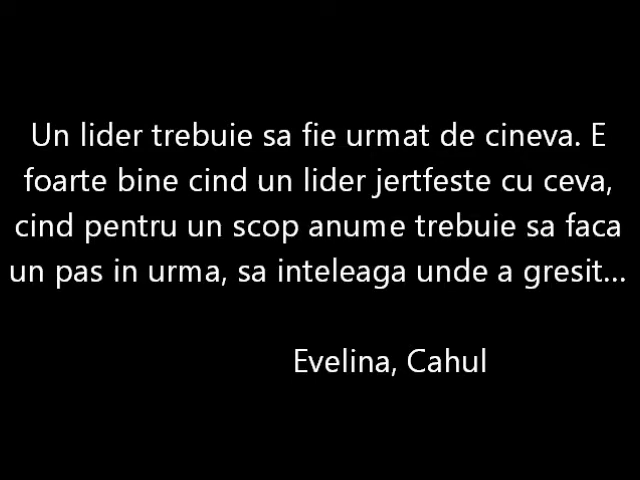 Un lider trebuie sa fie urmat de cineva. E
foarte bine cind un lider jertfeste cu ceva,
cind pentru un scop anume trebuie sa faca
un pas in urma, sa inteleaga unde a gresit...
Evelina, Cahul